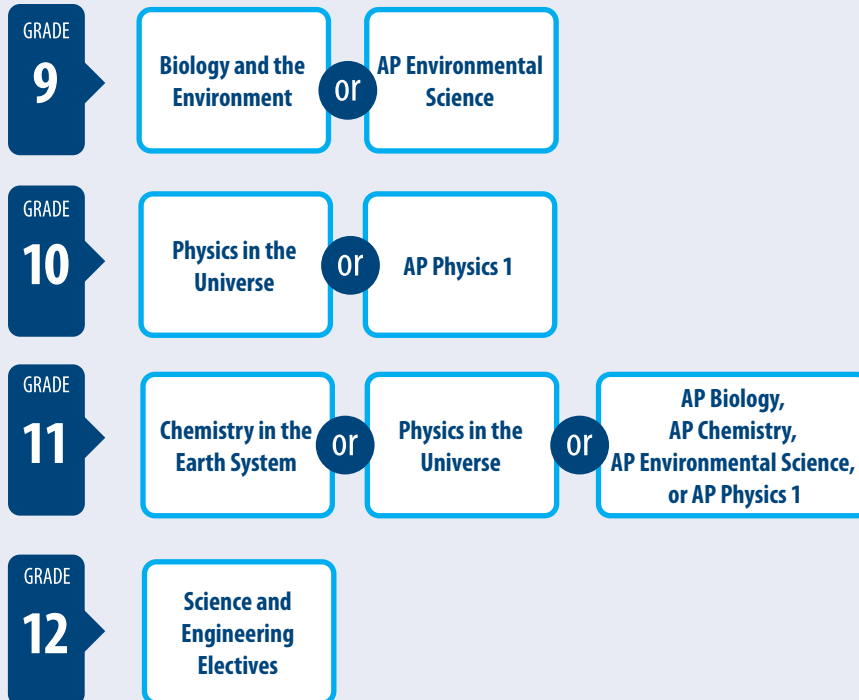 GRADE
9
Biology and the
Environment
or
AP Environmental
Science
GRADE
10
Physics in the
Universe
or
AP Physics 1
GRADE
11
Chemistry in the
Earth System
or
Physics in the
Universe
or
AP Biology,
AP Chemistry,
AP Environmental Science,
or AP Physics 1
GRADE
12
Science and
Engineering
Electives